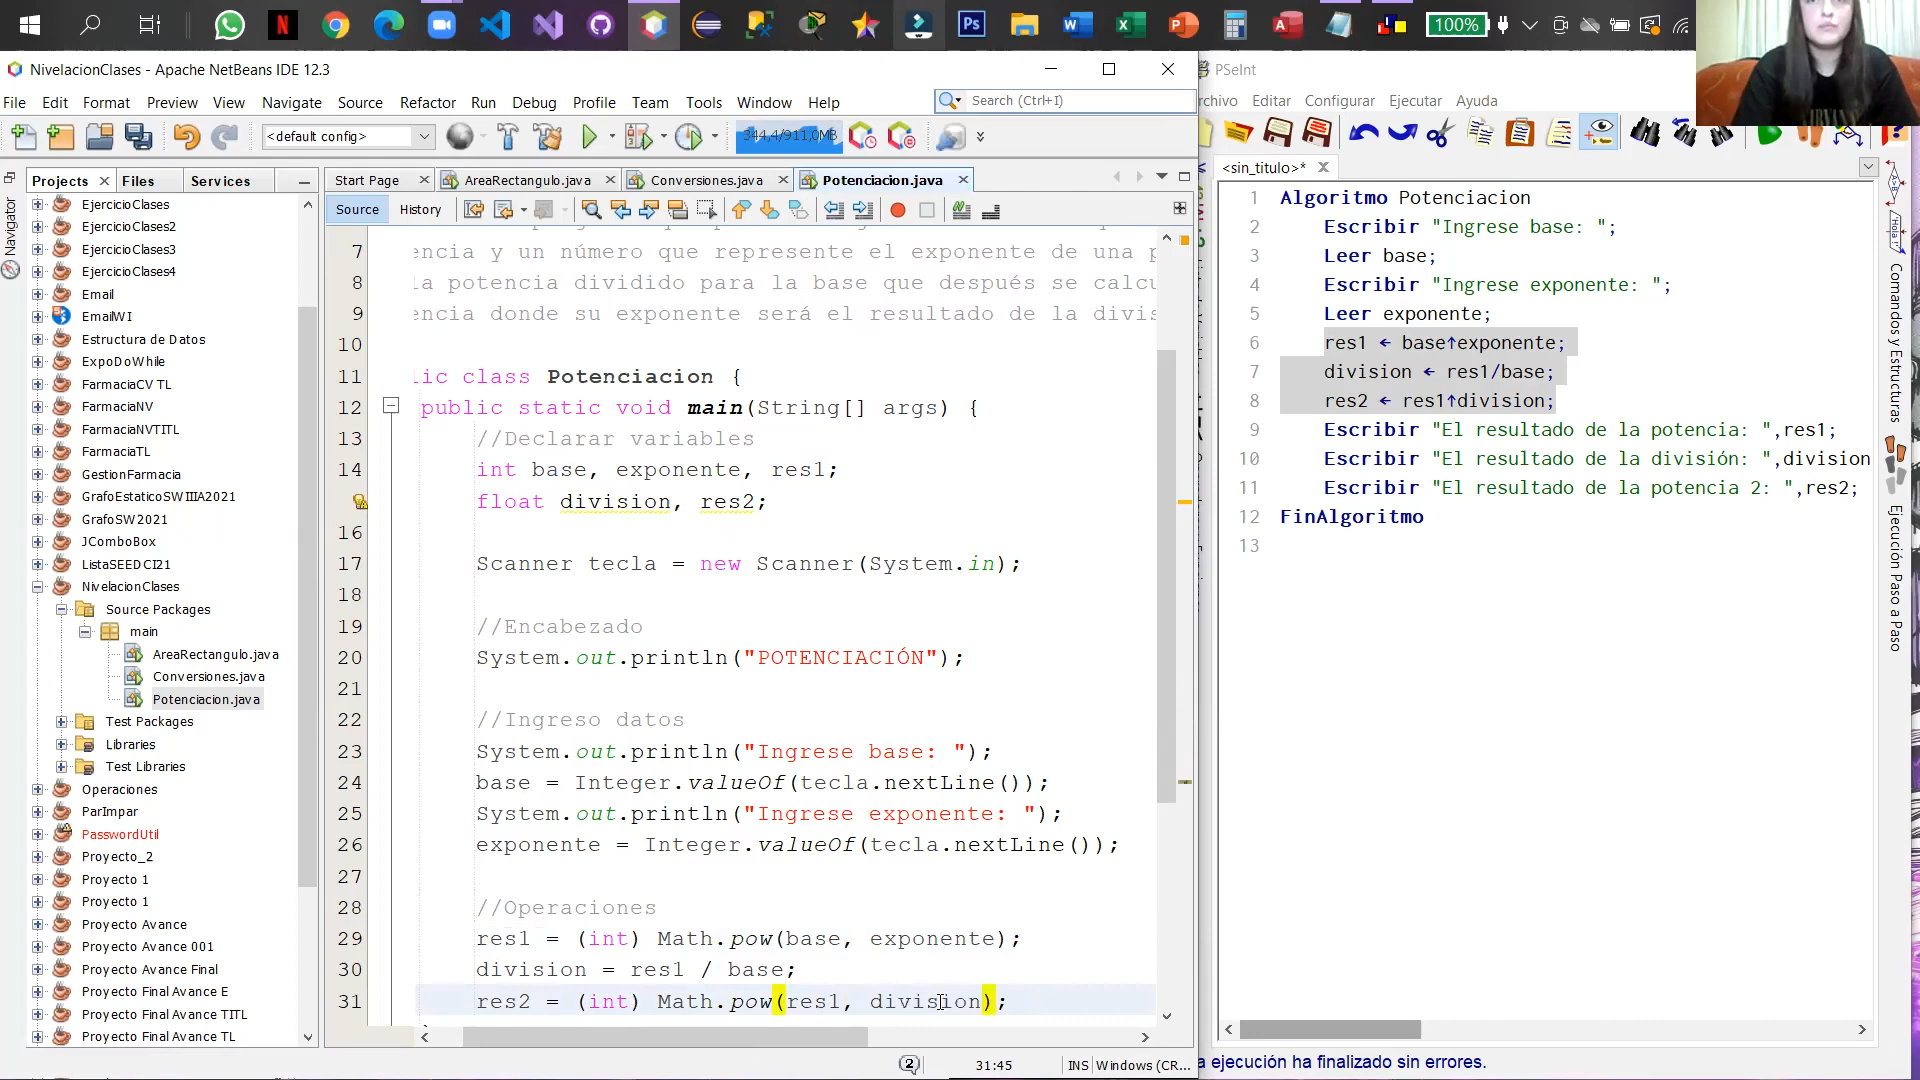 100%
NivelacionClases - Apache NetBeans IDE 12.3
File Edit Format Preview View Navigate Source Refactor Run Debug Profile Team Tools Window Help
Search (Ctrl+I)
<default config>
344,4/911,0MB
Projects Files Services
Navigator
EjercicioClases
EjercicioClases2
EjercicioClases3
EjercicioClases4
Email
EmailWI
Estructura de Datos
ExpoDoWhile
FarmaciaCV TL
FarmaciaNV
FarmaciaNVTITL
FarmaciaTL
GestionFarmacia
GrafoEstaticoSWIIIA2021
GrafoSW2021
JComboBox
ListaSEEDCI21
NivelacionClases
Source Packages
main
AreaRectangulo.java
Conversiones.java
Potenciacion.java
Test Packages
Libraries
Test Libraries
Operaciones
ParImpar
PasswordUtil
Proyecto_2
Proyecto 1
Proyecto 1
Proyecto Avance
Proyecto Avance 001
Proyecto Avance Final
Proyecto Final Avance E
Proyecto Final Avance TITL
Proyecto Final Avance TL
Start Page AreaRectangulo.java Conversiones.java Potenciacion.java
Source History
7 encia y un número que represente el exponente de una p
8 la potencia dividido para la base que después se calcu
9 encia donde su exponente será el resultado de la divis
10
11 lic class Potenciacion {
12 public static void main(String[] args) {
13 //Declarar variables
14 int base, exponente, res1;
float division, res2;
16
17 Scanner tecla = new Scanner(System.in);
18
19 //Encabezado
20 System.out.println("POTENCIACIÓN");
21
22 //Ingreso datos
23 System.out.println("Ingrese base: ");
24 base = Integer.valueOf(tecla.nextLine());
25 System.out.println("Ingrese exponente: ");
26 exponente = Integer.valueOf(tecla.nextLine());
27
28 //Operaciones
29 res1 = (int) Math.pow(base, exponente);
30 division = res1 / base;
31 res2 = (int) Math.pow(res1, division);
2 31:45 INS Windows (CR...
PSeInt
rchivo Editar Configurar Ejecutar Ayuda
<sin_titulo>*
1 Algoritmo Potenciacion
2 Escribir "Ingrese base: ";
3 Leer base;
4 Escribir "Ingrese exponente: ";
5 Leer exponente;
6 res1 ← base↑exponente;
7 division ← res1/base;
8 res2 ← res1↑division;
9 Escribir "El resultado de la potencia: ",res1;
10 Escribir "El resultado de la división: ",division
11 Escribir "El resultado de la potencia 2: ",res2;
12 FinAlgoritmo
13
Comandos y Estructuras
Ejecución Paso a Paso
a ejecución ha finalizado sin errores.